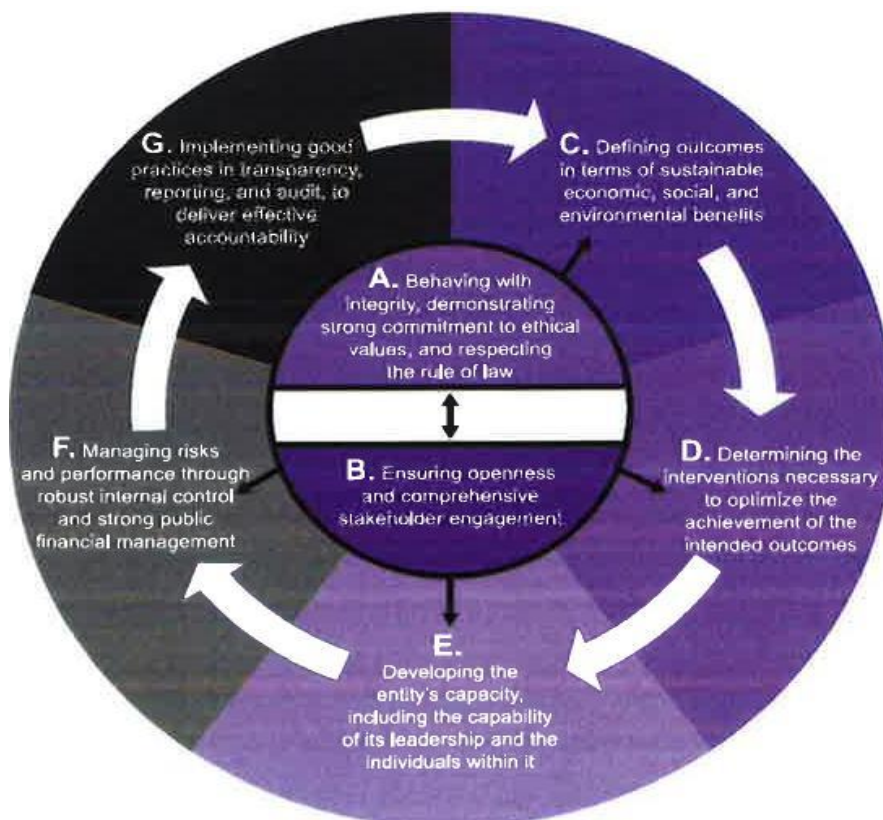 G. Implementing good
practices in transparency,
reporting, and audit, to
deliver effective
accountability
C. Defining outcomes
in terms of sustainable
economic, social, and
environmental benefits
A. Behaving with
integrity, demonstrating
strong commitment to ethical
values, and respecting
the rule of law
B. Ensuring openness
and comprehensive
stakeholder engagement
D. Determining the
interventions necessary
to optimize the
achievement of the
intended outcomes
E.
Developing the
entity's capacity,
including the capability
of its leadership and the
individuals within it
F. Managing risks
and performance through
robust internal control
and strong public
financial management